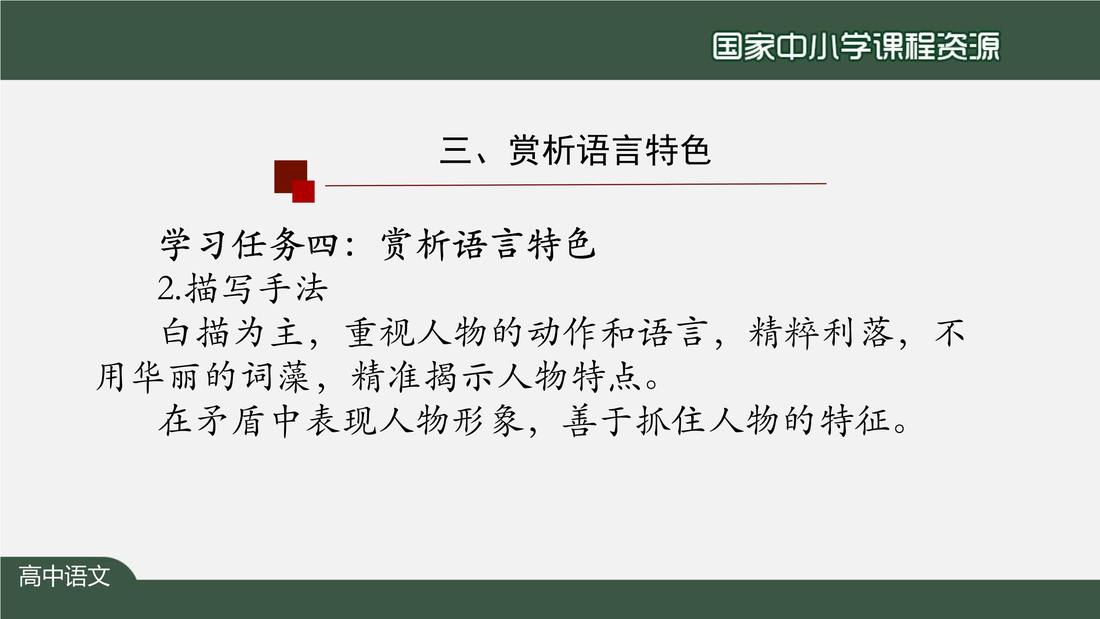 国家中小学课程资源
三、赏析语言特色
学习任务四：赏析语言特色
2.描写手法
白描为主，重视人物的动作和语言，精粹利落，不
用华丽的词藻，精准揭示人物特点。
在矛盾中表现人物形象，善于抓住人物的特征。
高中语文